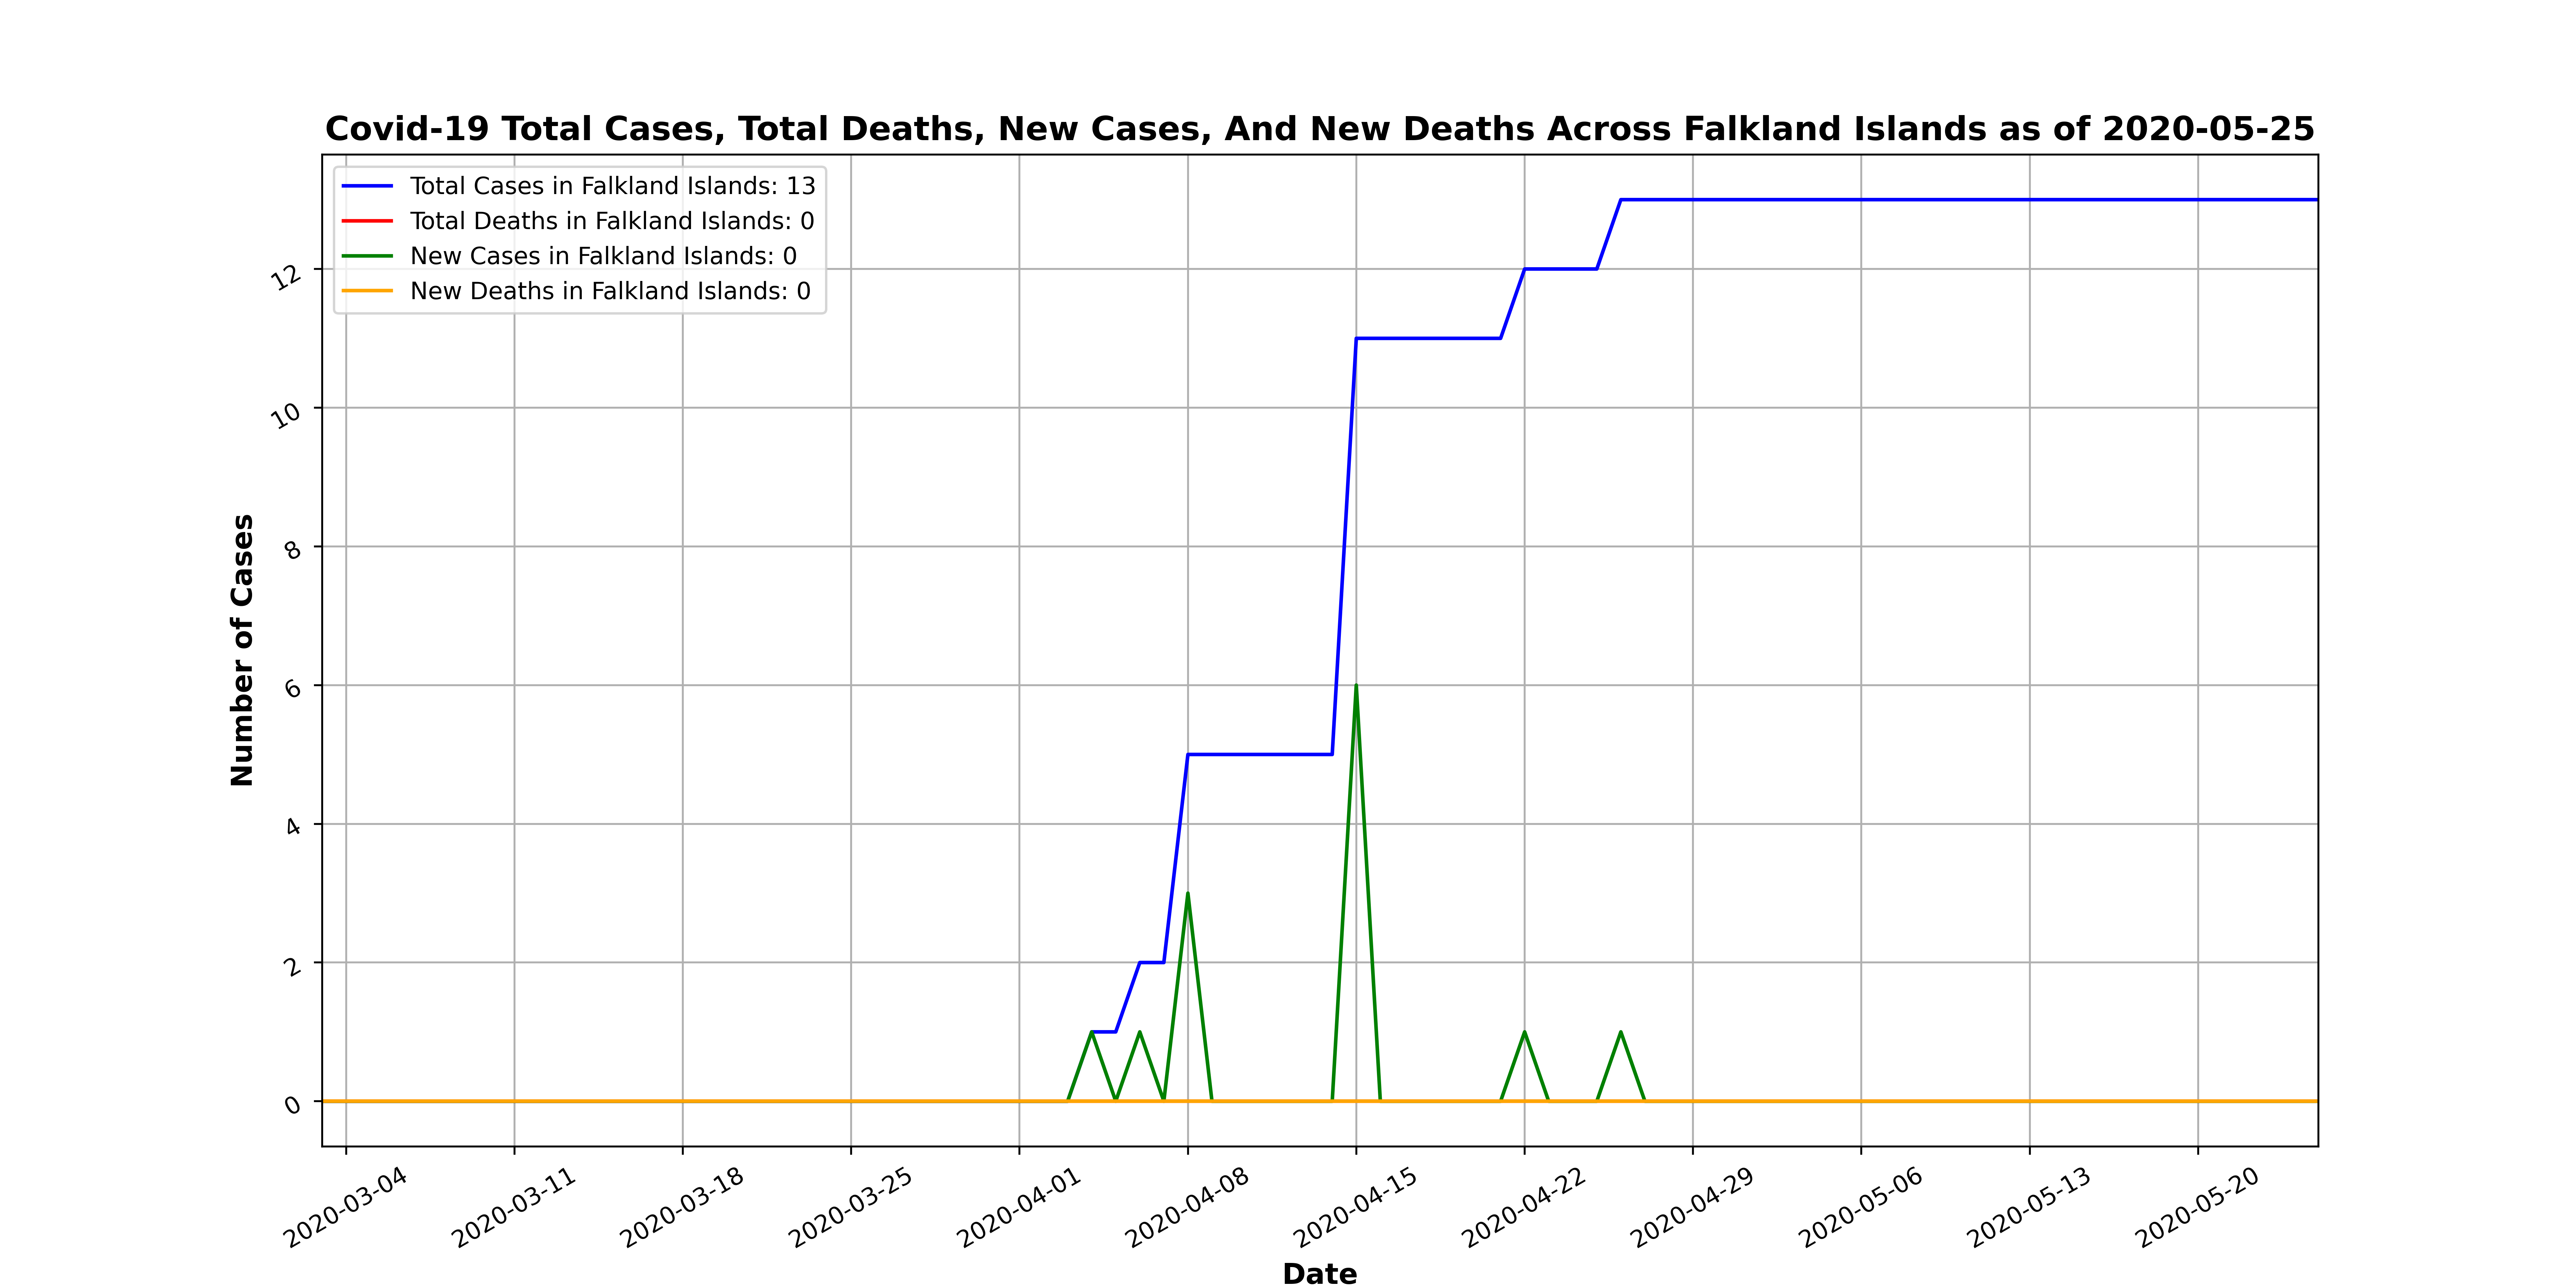 Covid-19 Total Cases, Total Deaths, New Cases, And New Deaths Across Falkland Islands as of 2020-05-25
Total Cases in Falkland Islands: 13
Total Deaths in Falkland Islands: 0
New Cases in Falkland Islands: 0
New Deaths in Falkland Islands: 0
Number of Cases
12
10
8
6
4
2
0
2020-03-04
2020-03-11
2020-03-18
2020-03-25
2020-04-01
2020-04-08
2020-04-15
2020-04-22
2020-04-29
2020-05-06
2020-05-13
2020-05-20
Date